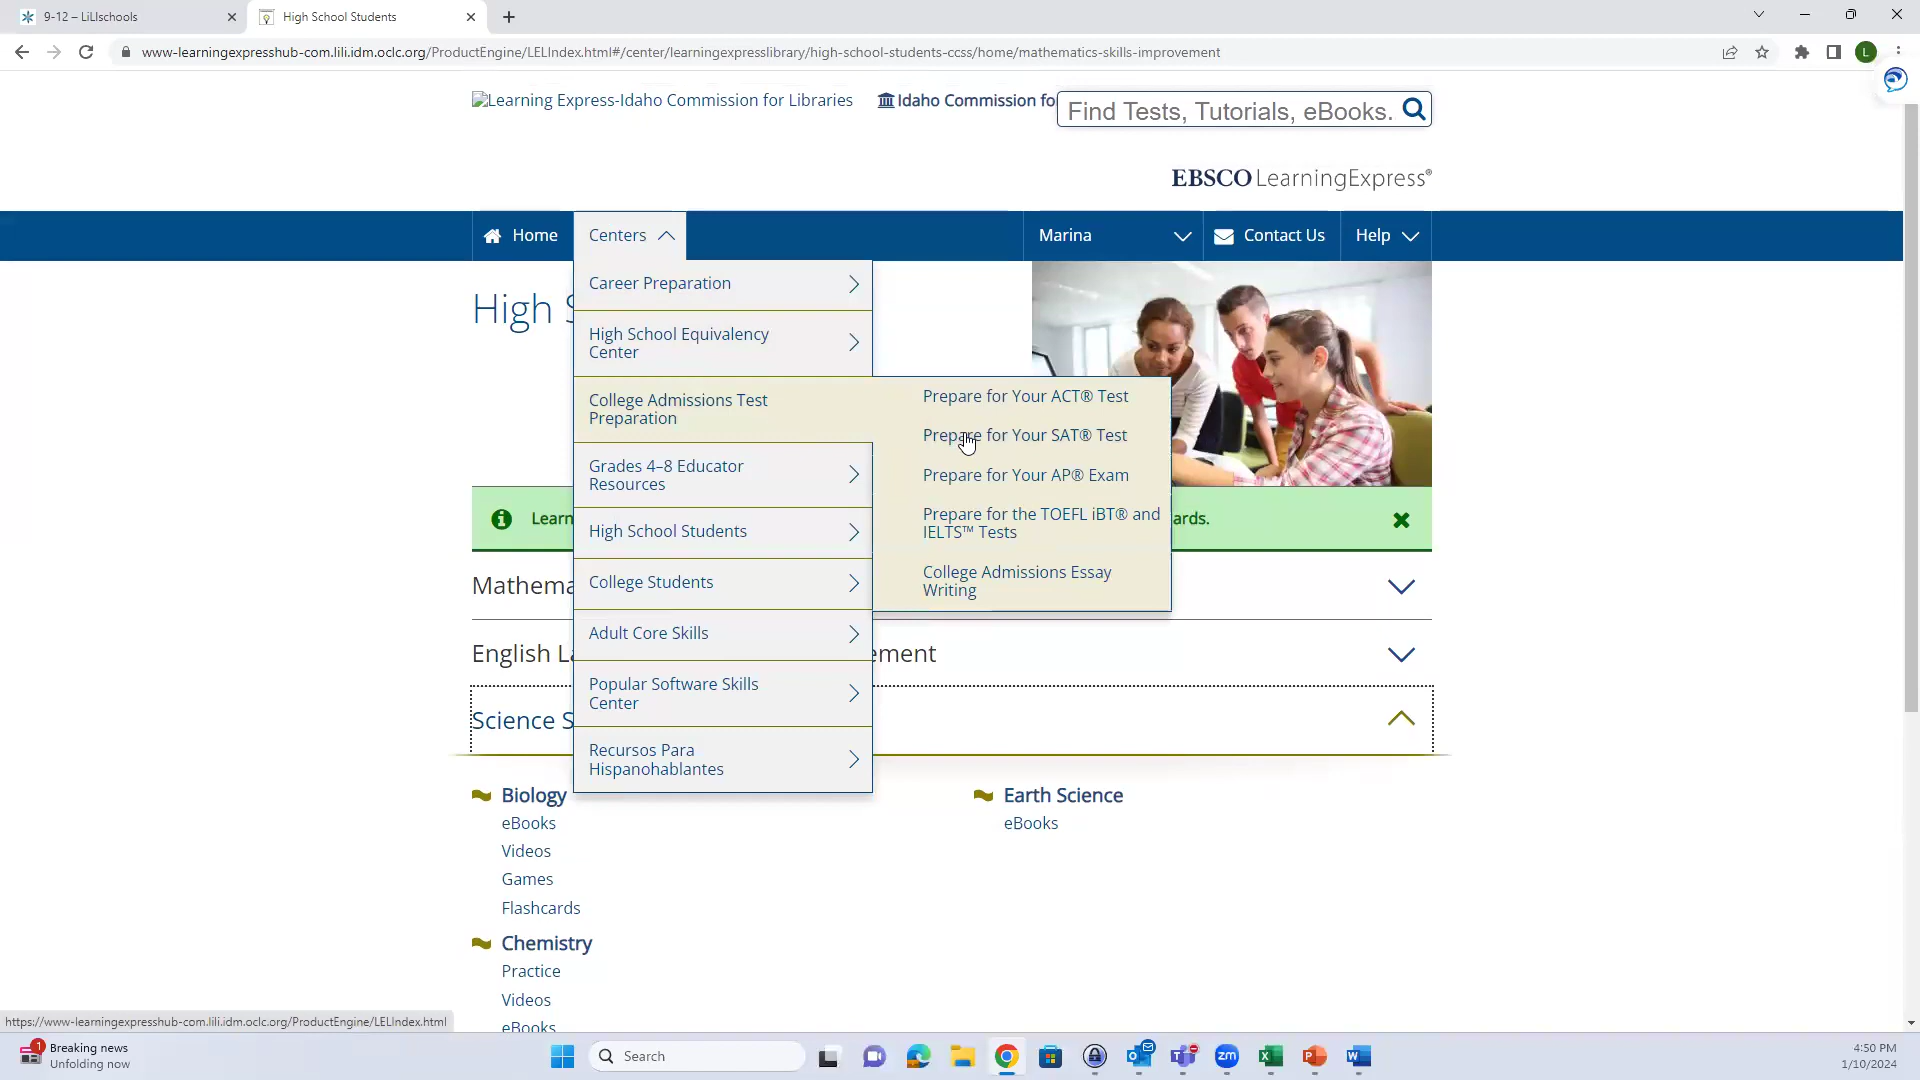 9-12 – LiLIschools
High School Students
www-learningexpresshub-com.lili.idm.oclc.org/ProductEngine/LELIndex.html#/center/learningexpresslibrary/high-school-students-ccss/home/mathematics-skills-improvement
L
Learning Express-Idaho Commission for Libraries
Idaho Commission fo
Find Tests, Tutorials, eBooks.
EBSCO LearningExpress®
Home
Centers
Marina
Contact Us
Help
High S
Career Preparation
High School Equivalency
Center
College Admissions Test
Preparation
Grades 4–8 Educator
Resources
High School Students
College Students
Adult Core Skills
Popular Software Skills
Center
Recursos Para
Hispanohablantes
Prepare for Your ACT® Test
Prepare for Your SAT® Test
Prepare for Your AP® Exam
Prepare for the TOEFL iBT® and
IELTS™ Tests
College Admissions Essay
Writing
Learn
ards.
Mathema
English L
ement
Science S
Biology
eBooks
Videos
Games
Flashcards
Earth Science
eBooks
Chemistry
Practice
Videos
eBooks
https://www-learningexpresshub-com.lili.idm.oclc.org/ProductEngine/LELIndex.html
1
Breaking news
Unfolding now
Search
zm
4:50 PM
1/10/2024